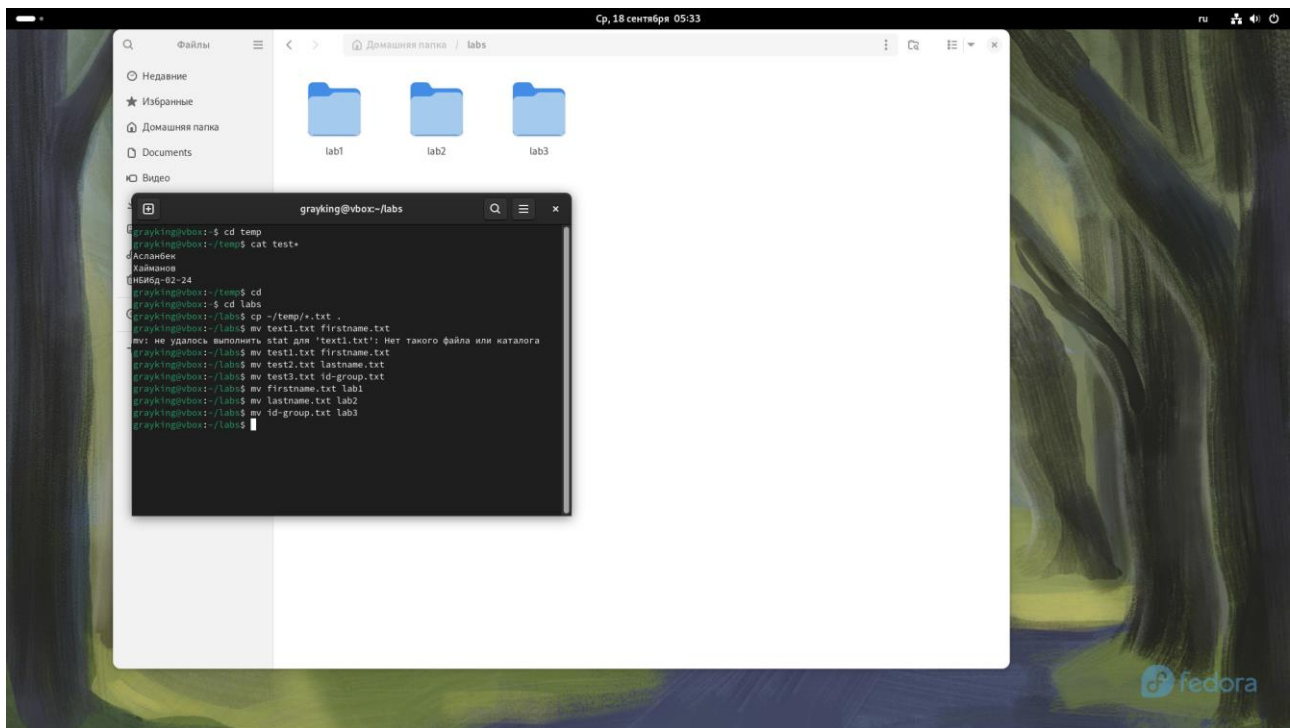 Ср, 18 сентября 05:33
ru
Файлы
Домашняя папка / labs
Недавние
Избранные
Домашняя папка
Documents
Видео
lab1
lab2
lab3
grayking@vbox:~/labs
grayking@vbox:~$ cd temp
grayking@vbox:~/temp$ cat test*
Асланбек
Хайманов
НБИбд-02-24
grayking@vbox:~/temp$ cd
grayking@vbox:~$ cd labs
grayking@vbox:~/labs$ cp ~/temp/*.txt .
grayking@vbox:~/labs$ mv text1.txt firstname.txt
mv: не удалось выполнить stat для 'text1.txt': Нет такого файла или каталога
grayking@vbox:~/labs$ mv test1.txt firstname.txt
grayking@vbox:~/labs$ mv test2.txt lastname.txt
grayking@vbox:~/labs$ mv test3.txt id-group.txt
grayking@vbox:~/labs$ mv firstname.txt lab1
grayking@vbox:~/labs$ mv lastname.txt lab2
grayking@vbox:~/labs$ mv id-group.txt lab3
grayking@vbox:~/labs$
fedora